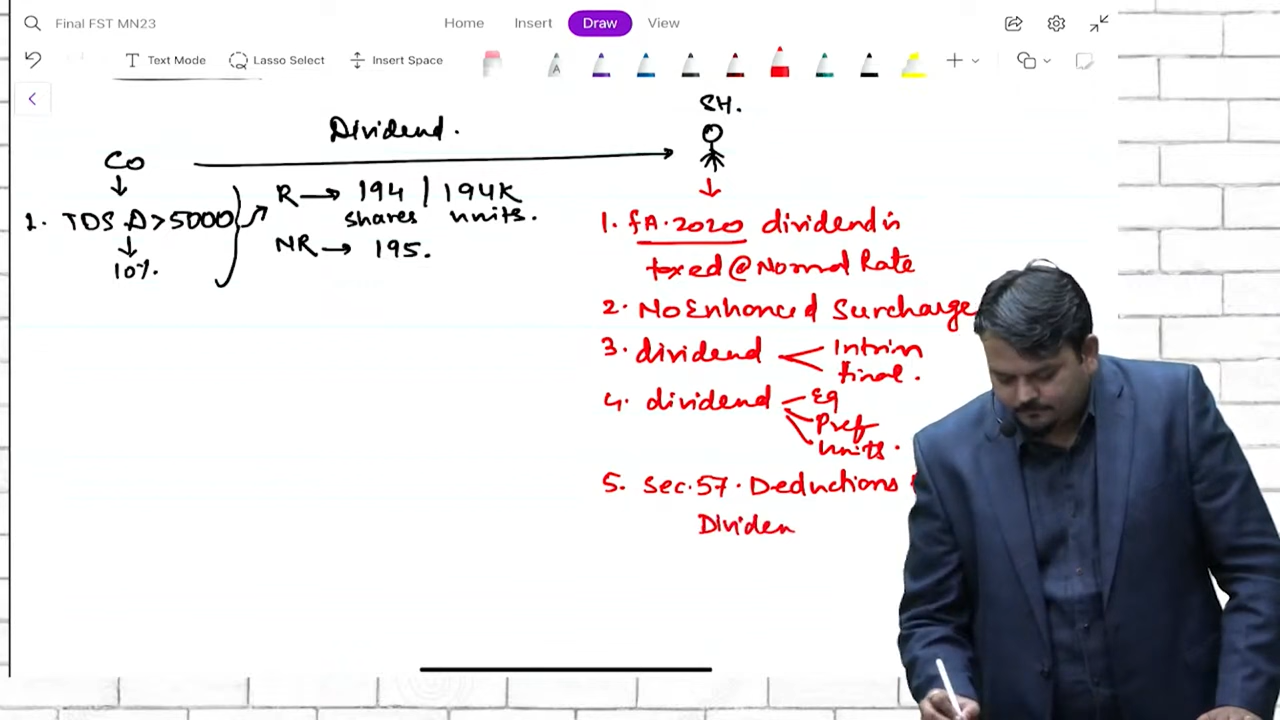 Final FST MN23
Home Insert Draw View
Text Mode Lasso Select Insert Space
A
SH.
Dividend.
Co
R → 194 | 194K
shares units.
1. TDS D > 5000
NR → 195.
10%.
1. FA.2020 dividend is
taxed @ Normal Rate
2. No Enhanced Surcharge
3. dividend Intrim
final.
4. dividend Eq
Pref
Units.
5. Sec.57. Deductions
Dividen